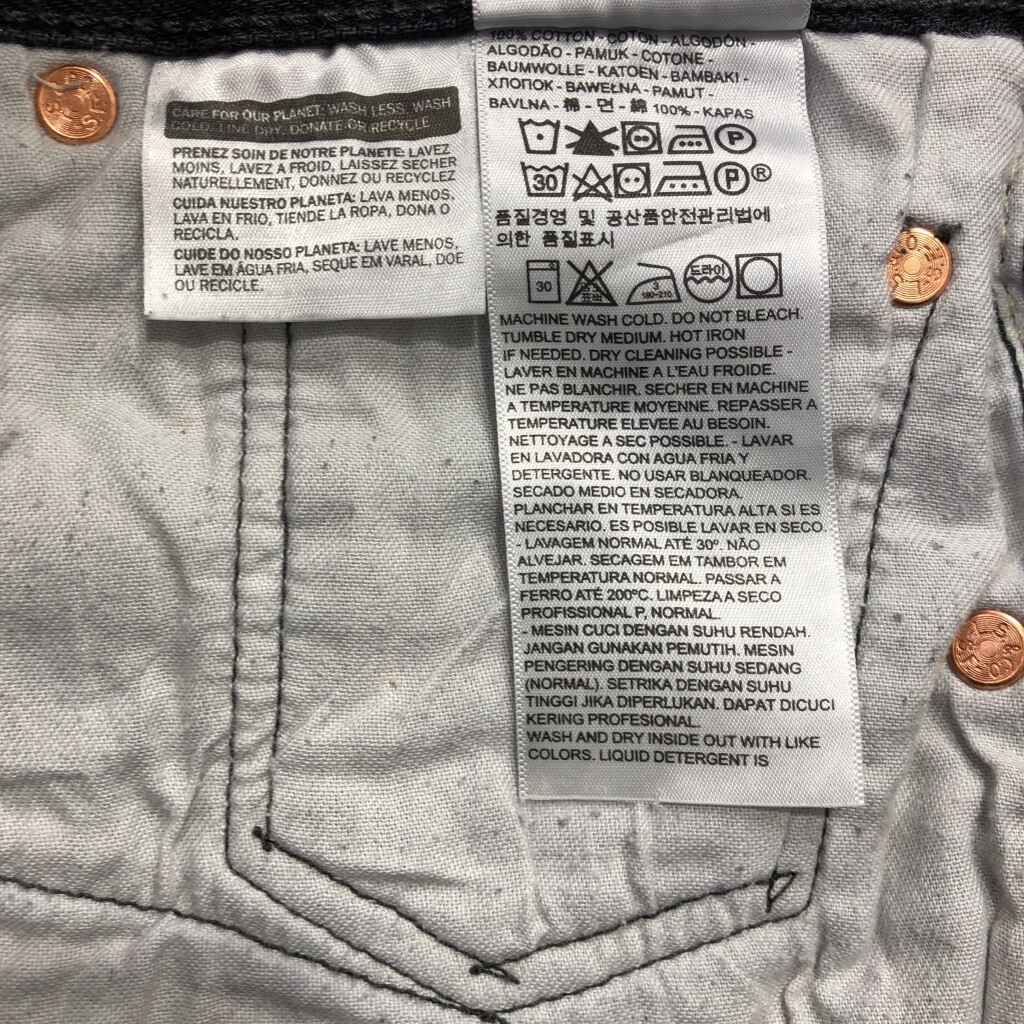 CARE FOR OUR PLANET: WASH LESS, WASH
COLD, LINE DRY, DONATE OR RECYCLE
PRENEZ SOIN DE NOTRE PLANETE: LAVEZ
MOINS, LAVEZ A FROID, LAISSEZ SECHER
NATURELLEMENT, DONNEZ OU RECYCLEZ
CUIDA NUESTRO PLANETA: LAVA MENOS,
LAVA EN FRIO, TIENDE LA ROPA, DONA O
RECICLA.
CUIDE DO NOSSO PLANETA: LAVE MENOS,
LAVE EM ÁGUA FRIA, SEQUE EM VARAL, DOE
OU RECICLE.
100% COTTON - COTON - ALGODÓN -
ALGODÃO - PAMUK - COTONE -
BAUMWOLLE - KATOEN - BAMBAKI -
ХЛОПОК - BAWEŁNA - PAMUT -
BAVLNA - 棉 - 면 - 綿 100% - KAPAS
P
30 P ®
품질경영 및 공산품안전관리법에
의한 품질표시
30 표백 3 180~210 드라이
MACHINE WASH COLD. DO NOT BLEACH.
TUMBLE DRY MEDIUM. HOT IRON
IF NEEDED. DRY CLEANING POSSIBLE -
LAVER EN MACHINE A L'EAU FROIDE.
NE PAS BLANCHIR. SECHER EN MACHINE
A TEMPERATURE MOYENNE. REPASSER A
TEMPERATURE ELEVEE AU BESOIN.
NETTOYAGE A SEC POSSIBLE. - LAVAR
EN LAVADORA CON AGUA FRIA Y
DETERGENTE. NO USAR BLANQUEADOR.
SECADO MEDIO EN SECADORA.
PLANCHAR EN TEMPERATURA ALTA SI ES
NECESARIO. ES POSIBLE LAVAR EN SECO.
- LAVAGEM NORMAL ATÉ 30º. NÃO
ALVEJAR. SECAGEM EM TAMBOR EM
TEMPERATURA NORMAL. PASSAR A
FERRO ATÉ 200ºC. LIMPEZA A SECO
PROFISSIONAL P, NORMAL.
- MESIN CUCI DENGAN SUHU RENDAH.
JANGAN GUNAKAN PEMUTIH. MESIN
PENGERING DENGAN SUHU SEDANG
(NORMAL). SETRIKA DENGAN SUHU
TINGGI JIKA DIPERLUKAN. DAPAT DICUCI
KERING PROFESIONAL.
WASH AND DRY INSIDE OUT WITH LIKE
COLORS. LIQUID DETERGENT IS